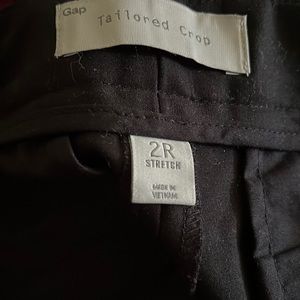 Gap
Tailored Crop
2R
STRETCH
MADE IN
VIETNAM